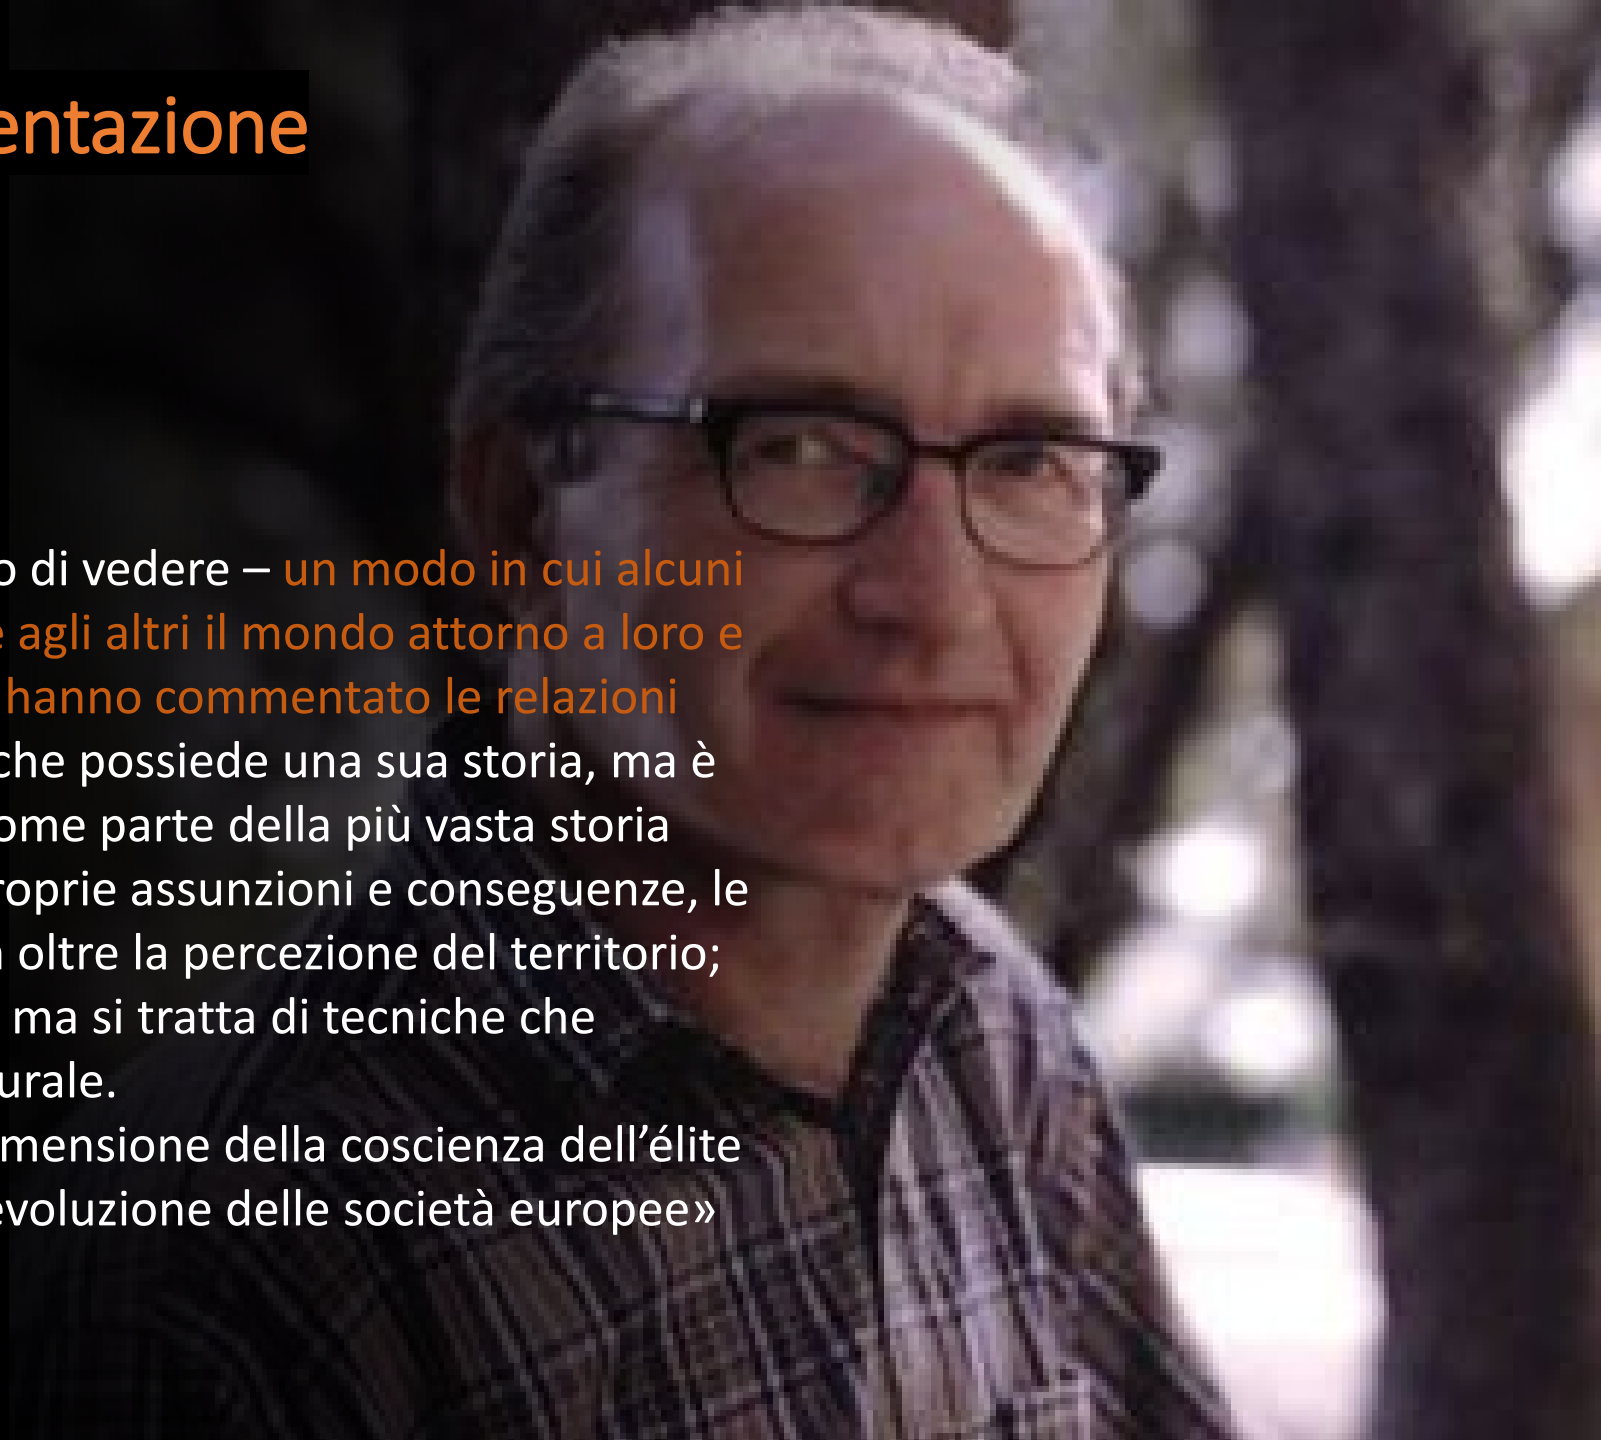 entazione
o di vedere – un modo in cui alcuni
e agli altri il mondo attorno a loro e
hanno commentato le relazioni
che possiede una sua storia, ma è
ome parte della più vasta storia
roprie assunzioni e conseguenze, le
oltre la percezione del territorio;
ma si tratta di tecniche che
urale.
mensione della coscienza dell’élite
evoluzione delle società europee»